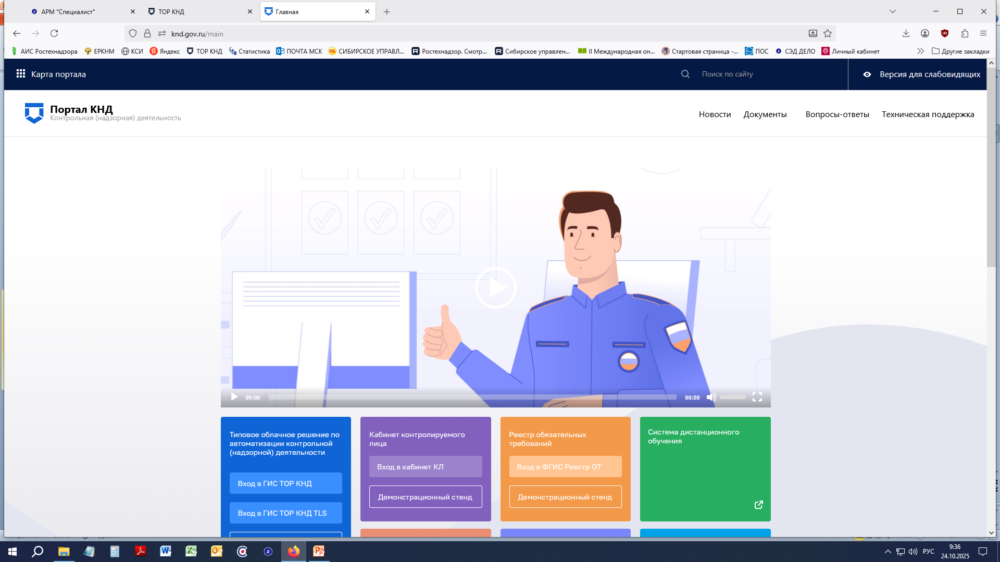 АРМ "Специалист"
ТОР КНД
Главная
knd.gov.ru/main
АИС Ростехнадзора
ЕРКНМ
КСИ
Яндекс
ТОР КНД
Статистика
ПОЧТА МСК
СИБИРСКОЕ УПРАВЛ...
Ростехнадзор. Смотр...
Сибирское управлен...
II Международная он...
Стартовая страница -...
ПОС
СЭД ДЕЛО
Личный кабинет
Другие закладки
Карта портала
Поиск по сайту
Версия для слабовидящих
Портал КНД
Контрольная (надзорная) деятельность
Новости
Документы
Вопросы-ответы
Техническая поддержка
00:00
00:00
Типовое облачное решение по
автоматизации контрольной
(надзорной) деятельности
Вход в ГИС ТОР КНД
Вход в ГИС ТОР КНД TLS
Кабинет контролируемого
лица
Вход в кабинет КЛ
Демонстрационный стенд
Реестр обязательных
требований
Вход в ФГИС Реестр ОТ
Демонстрационный стенд
Система дистанционного
обучения
РУС
9:36
24.10.2025